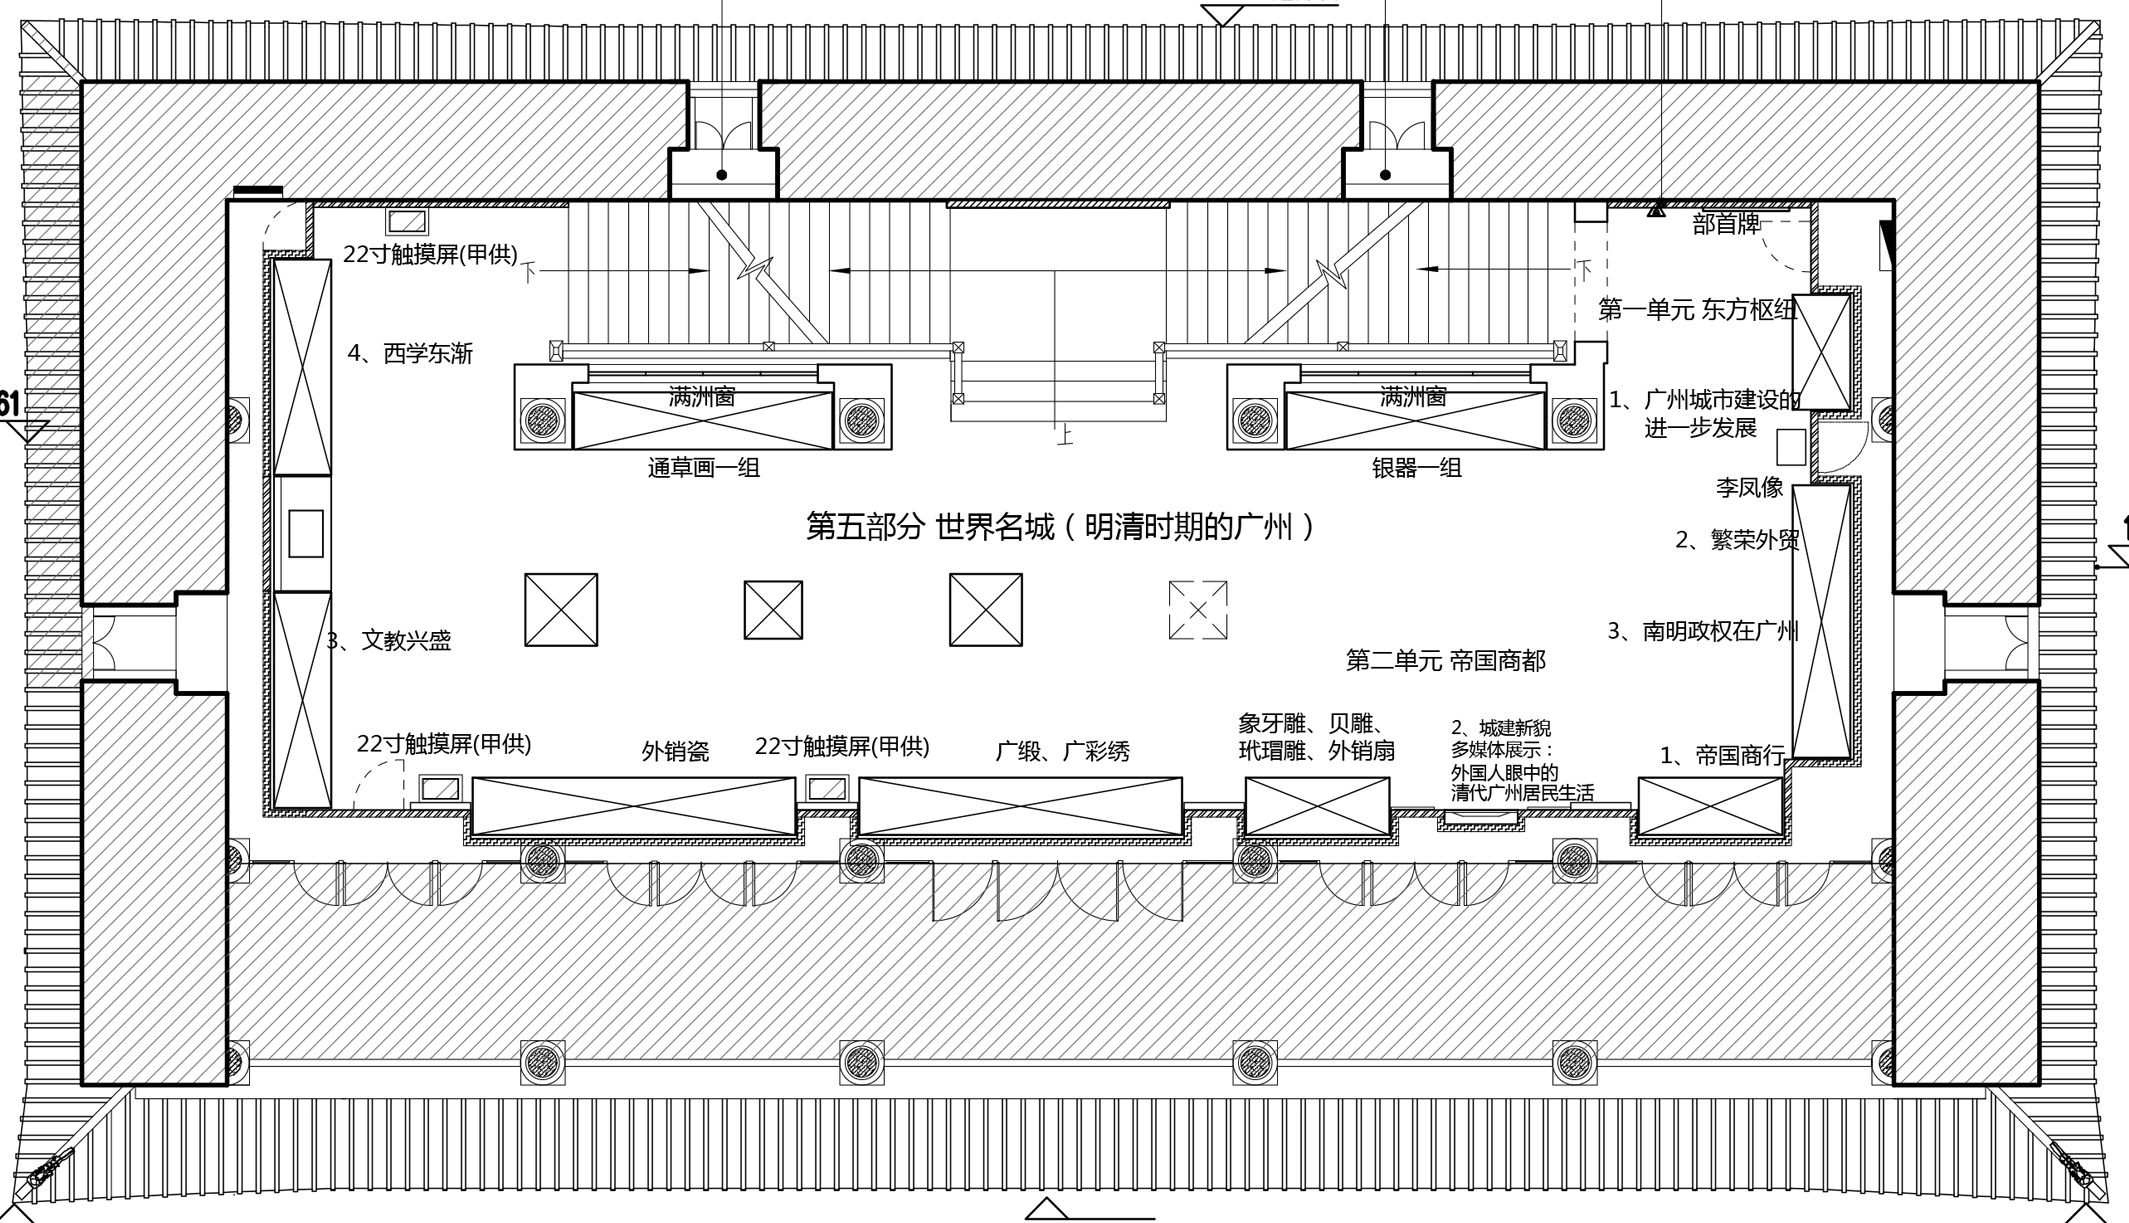 部首牌
22寸触摸屏(甲供)
下
下
第一单元 东方枢纽
4、西学东渐
满洲窗
满洲窗
1、广州城市建设的
进一步发展
61
上
通草画一组
银器一组
李凤像
第五部分 世界名城（明清时期的广州）
2、繁荣外贸
3、文教兴盛
3、南明政权在广州
第二单元 帝国商都
22寸触摸屏(甲供)
外销瓷
22寸触摸屏(甲供)
广缎、广彩绣
象牙雕、贝雕、
玳瑁雕、外销扇
2、城建新貌
多媒体展示：
外国人眼中的
清代广州居民生活
1、帝国商行